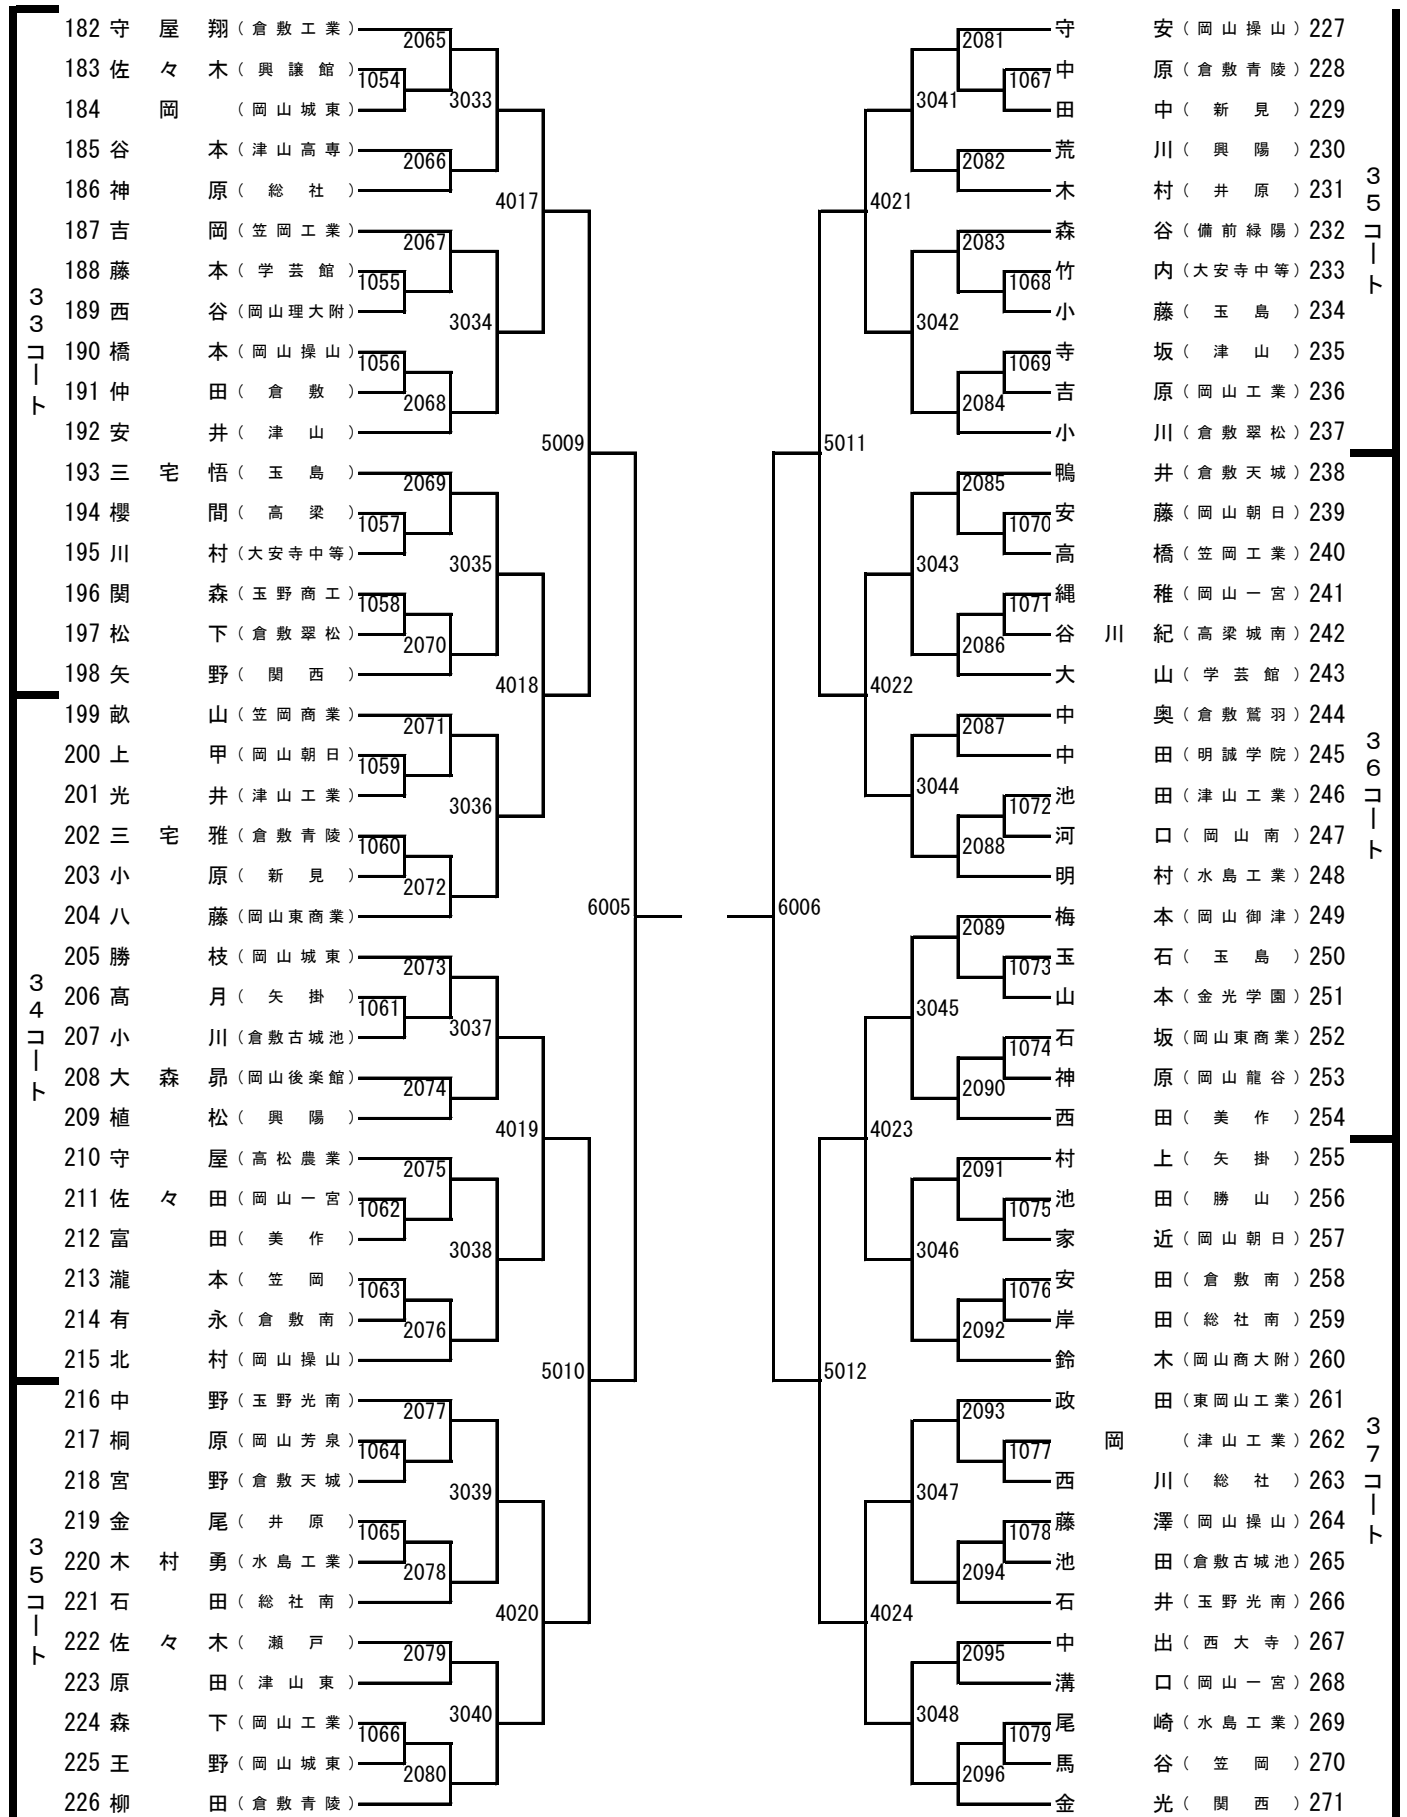 33コート
182 守屋翔 (倉敷工業)
183 佐々木 (興譲館)
184 岡 (岡山城東)
185 谷本 (津山高専)
186 神原 (総社)
187 吉岡 (笠岡工業)
188 藤本 (学芸館)
189 西谷 (岡山理大附)
190 橋本 (岡山操山)
191 仲田 (倉敷)
192 安井 (津山)
193 三宅悟 (玉島)
194 櫻間 (高梁)
195 川村 (大安寺中等)
196 関森 (玉野商工)
197 松下 (倉敷翠松)
198 矢野 (関西)
34コート
199 畝山 (笠岡商業)
200 上甲 (岡山朝日)
201 光井 (津山工業)
202 三宅雅 (倉敷青陵)
203 小原 (新見)
204 八藤 (岡山東商業)
205 勝枝 (岡山城東)
206 髙月 (矢掛)
207 小川 (倉敷古城池)
208 大森昴 (岡山後楽館)
209 植松 (興陽)
210 守屋 (高松農業)
211 佐々田 (岡山一宮)
212 富田 (美作)
213 瀧本 (笠岡)
214 有永 (倉敷南)
215 北村 (岡山操山)
35コート
216 中野 (玉野光南)
217 桐原 (岡山芳泉)
218 宮野 (倉敷天城)
219 金尾 (井原)
220 木村勇 (水島工業)
221 石田 (総社南)
222 佐々木 (瀬戸)
223 原田 (津山東)
224 森下 (岡山工業)
225 王野 (岡山城東)
226 柳田 (倉敷青陵)
1054
1055
1056
1057
1058
1059
1060
1061
1062
1063
1064
1065
1066
2065
2066
2067
2068
2069
2070
2071
2072
2073
2074
2075
2076
2077
2078
2079
2080
3033
3034
3035
3036
3037
3038
3039
3040
4017
4018
4019
4020
5009
5010
6005
6006
5011
5012
4021
4022
4023
4024
3041
3042
3043
3044
3045
3046
3047
3048
2081
2082
2083
2084
2085
2086
2087
2088
2089
2090
2091
2092
2093
2094
2095
2096
1067
1068
1069
1070
1071
1072
1073
1074
1075
1076
1077
1078
1079
35コート
守安 (岡山操山) 227
中原 (倉敷青陵) 228
田中 (新見) 229
荒川 (興陽) 230
木村 (井原) 231
森谷 (備前緑陽) 232
竹内 (大安寺中等) 233
小藤 (玉島) 234
寺坂 (津山) 235
吉原 (岡山工業) 236
小川 (倉敷翠松) 237
36コート
鴨井 (倉敷天城) 238
安藤 (岡山朝日) 239
高橋 (笠岡工業) 240
縄稚 (岡山一宮) 241
谷川紀 (高梁城南) 242
大山 (学芸館) 243
中奥 (倉敷鷲羽) 244
中田 (明誠学院) 245
池田 (津山工業) 246
河口 (岡山南) 247
明村 (水島工業) 248
梅本 (岡山御津) 249
玉石 (玉島) 250
山本 (金光学園) 251
石坂 (岡山東商業) 252
神原 (岡山龍谷) 253
西田 (美作) 254
37コート
村上 (矢掛) 255
池田 (勝山) 256
家近 (岡山朝日) 257
安田 (倉敷南) 258
岸田 (総社南) 259
鈴木 (岡山商大附) 260
政田 (東岡山工業) 261
岡 (津山工業) 262
西川 (総社) 263
藤澤 (岡山操山) 264
池田 (倉敷古城池) 265
石井 (玉野光南) 266
中出 (西大寺) 267
溝口 (岡山一宮) 268
尾崎 (水島工業) 269
馬谷 (笠岡) 270
金光 (関西) 271